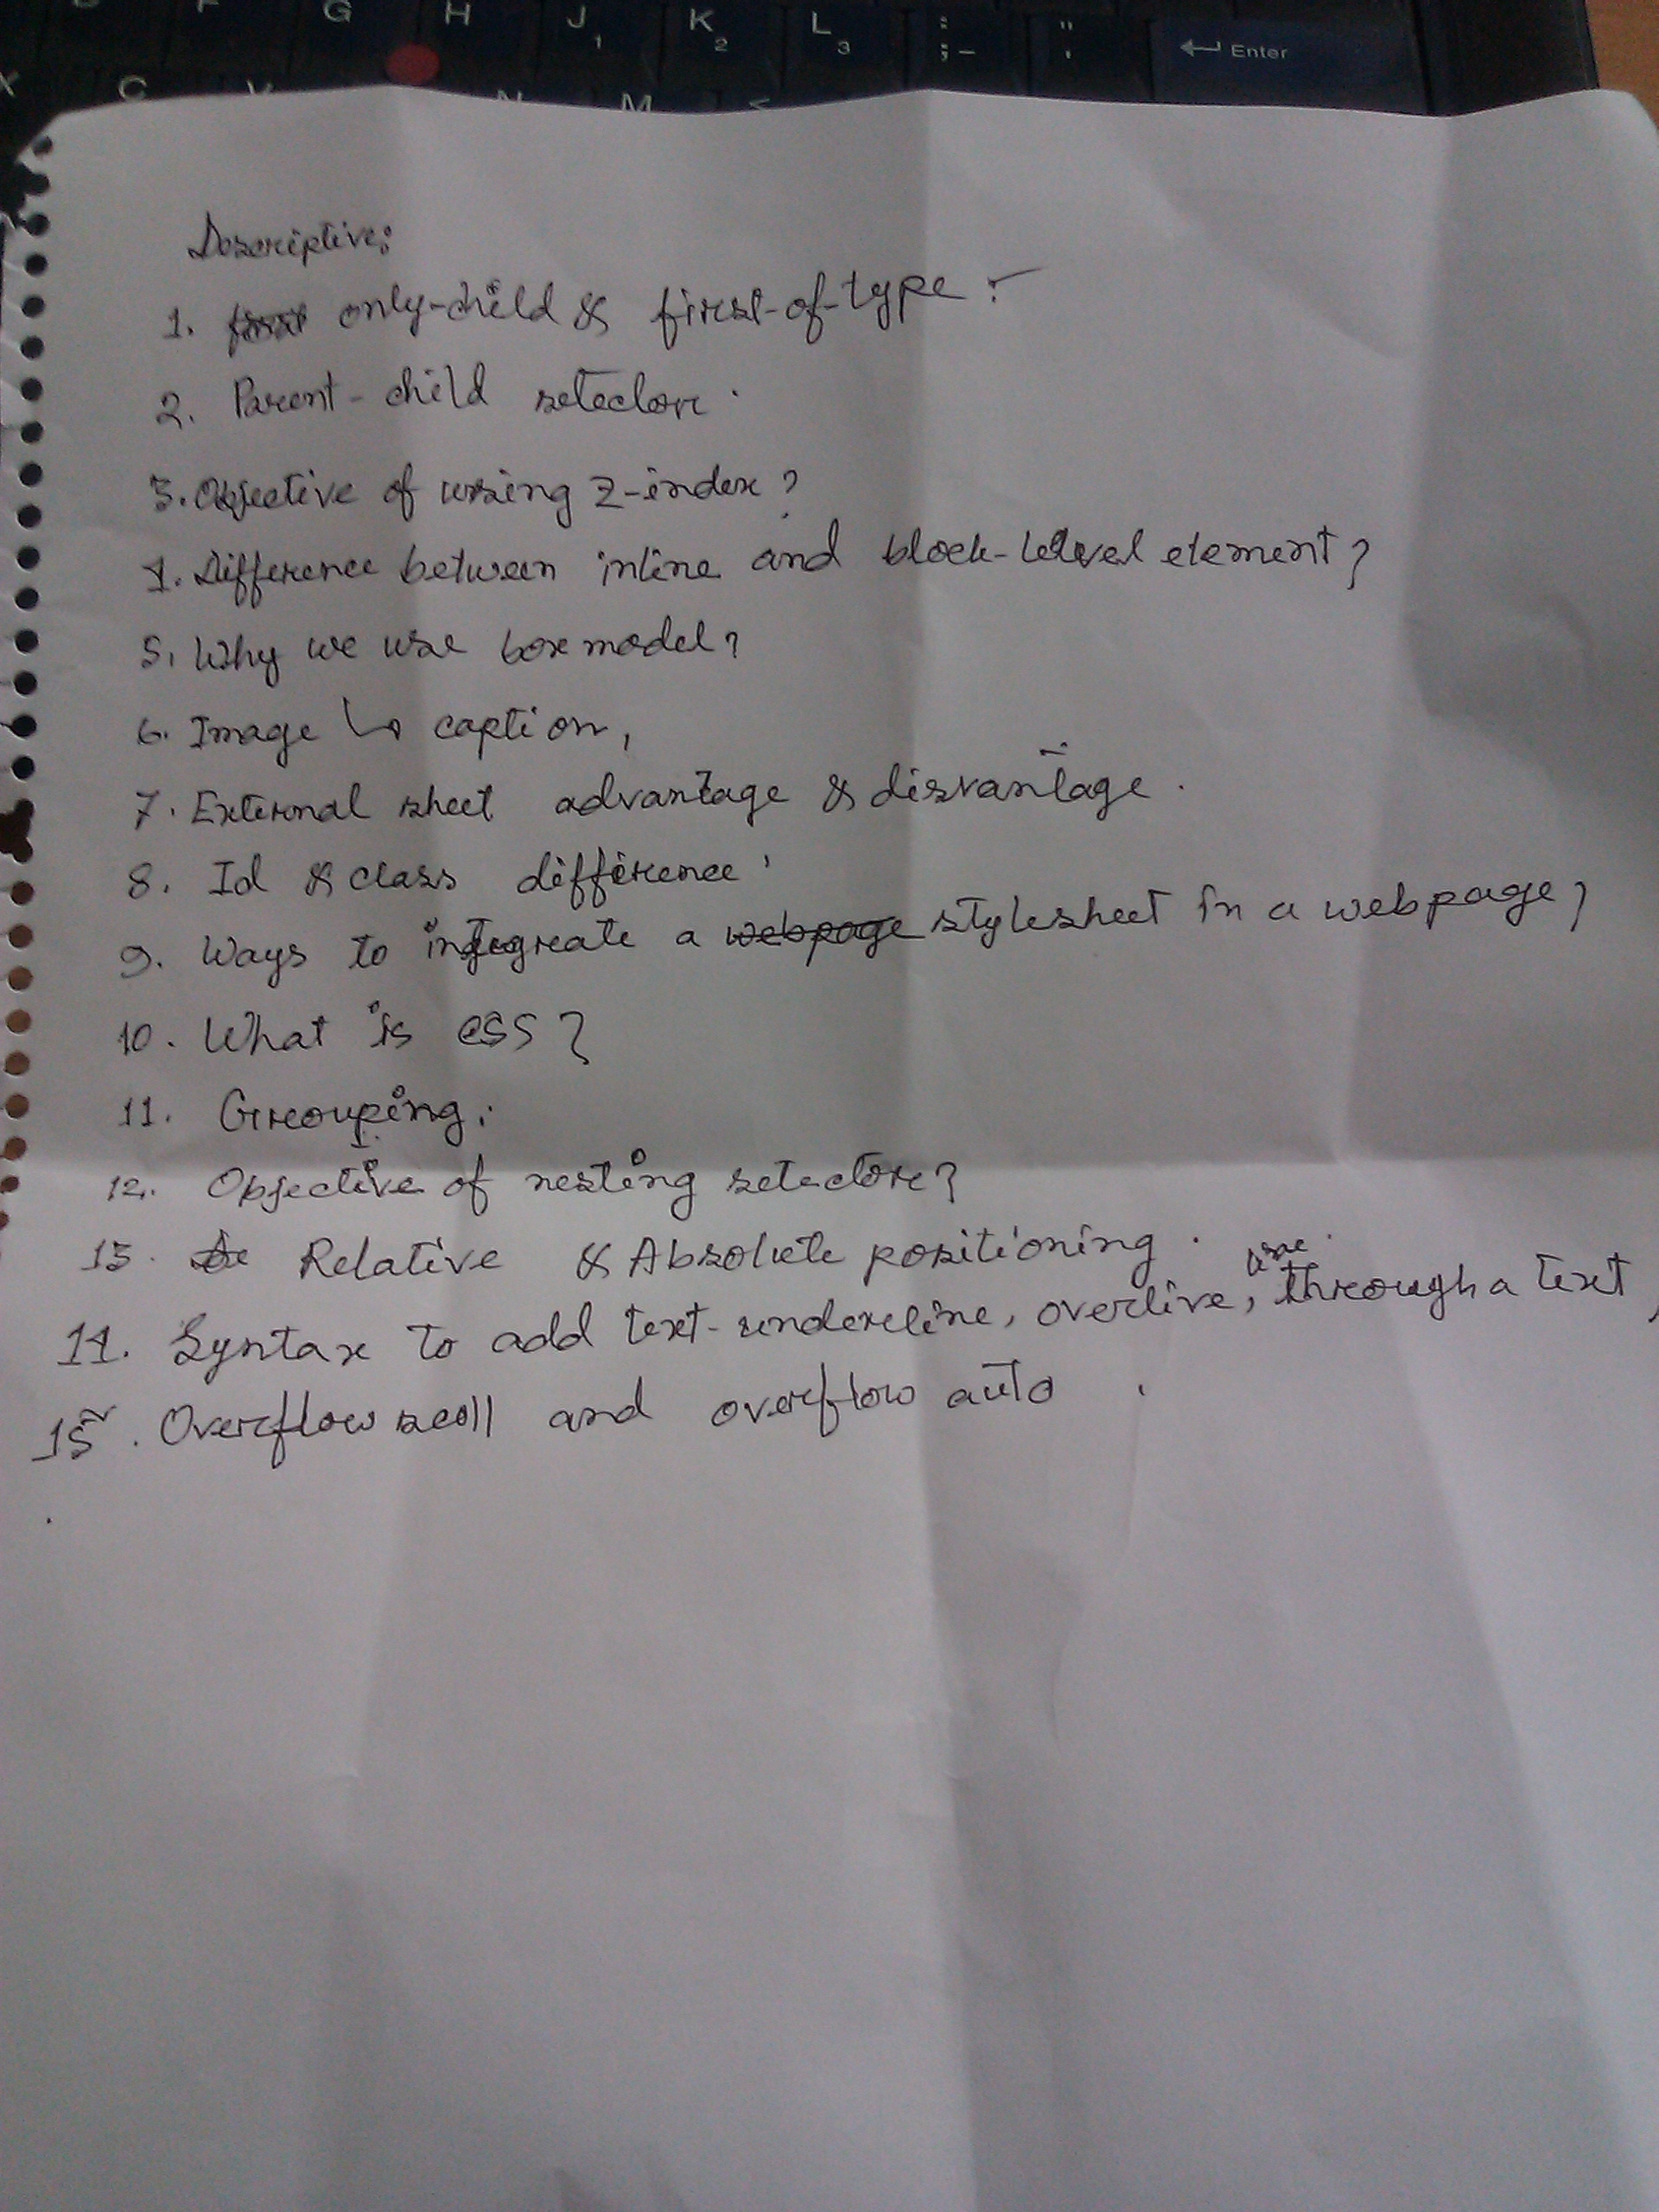 G H J 1 K 2 L 3 : ; – " ' Enter
X C V N M <
Descriptive:
1. only-child & first-of-type :-
2. Parent-child selector.
3. Objective of using z-index?
4. Difference between inline and block-level element?
5. Why we use box model?
6. Image ↳ caption,
7. External sheet advantage & disvantage.
8. Id & class difference'
9. Ways to integrate a webpage stylesheet in a webpage?
10. What is CSS?
11. Grouping.
12. Objective of nesting selector?
13. Relative & Absolute positioning.
14. Syntax to add text-underline, overline, line through a text,
15. Overflow scoll and overflow auto.